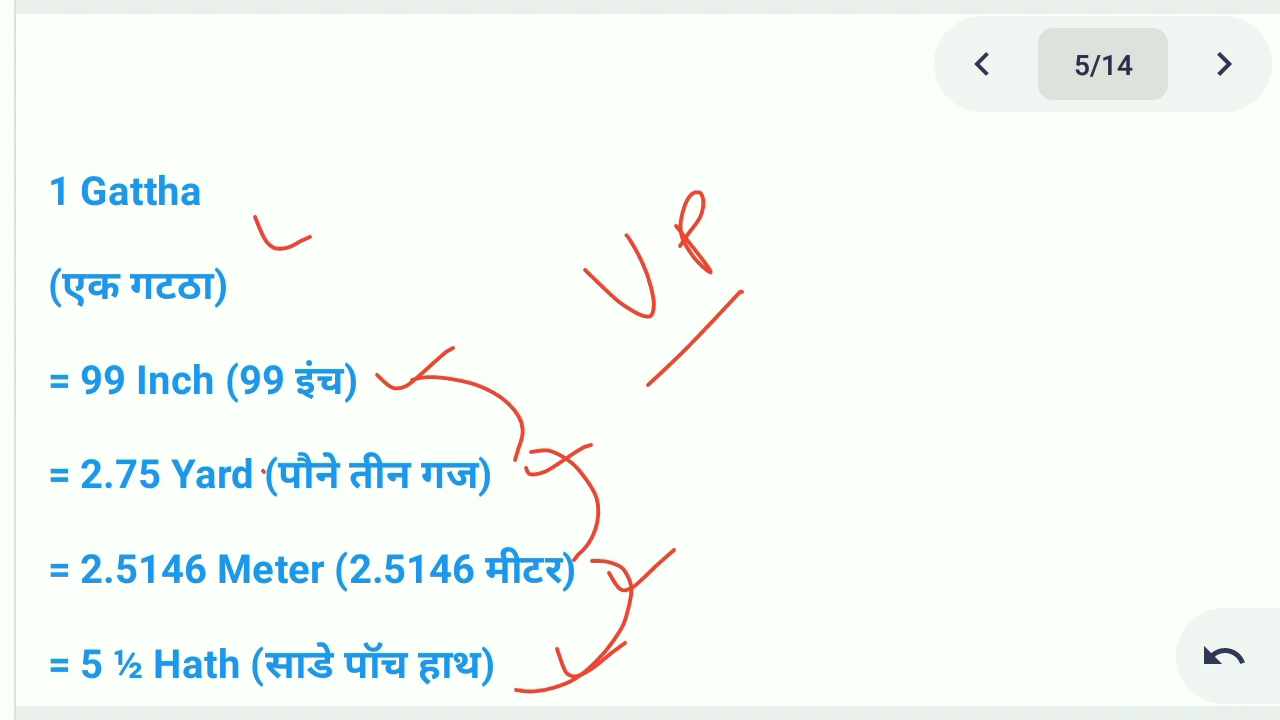 5/14
1 Gattha
(एक गटठा)
= 99 Inch (99 इंच)
= 2.75 Yard (पौने तीन गज)
= 2.5146 Meter (2.5146 मीटर)
= 5 ½ Hath (साडे पॉच हाथ)
UP